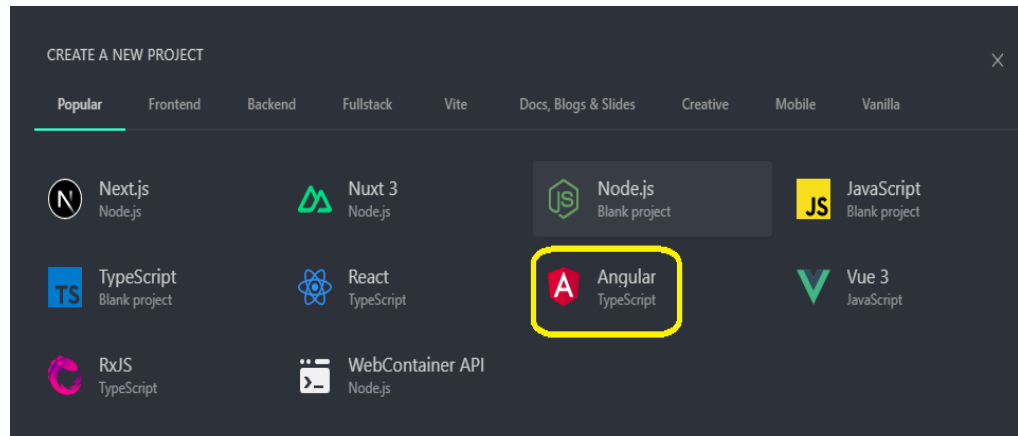 CREATE A NEW PROJECT
X
Popular Frontend Backend Fullstack Vite Docs, Blogs & Slides Creative Mobile Vanilla
N Next.js Nuxt 3 JS Node.js JS JavaScript
Node.js Node.js Blank project Blank project
TS TypeScript React A Angular Vue 3
Blank project TypeScript TypeScript JavaScript
RxJS >_ WebContainer API
TypeScript Node.js